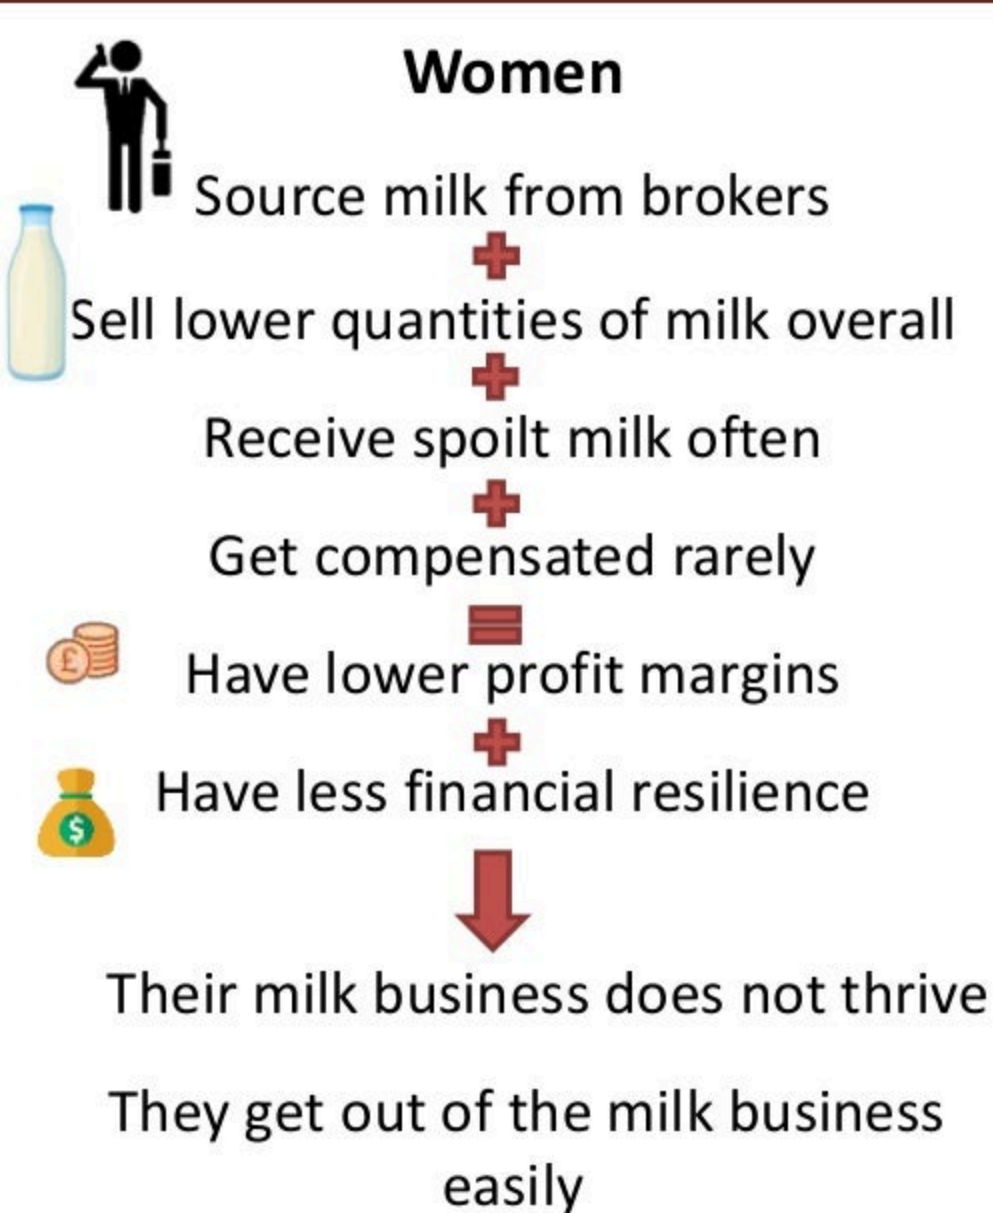 Women
Source milk from brokers
Sell lower quantities of milk overall
Receive spoilt milk often
Get compensated rarely
£
Have lower profit margins
Have less financial resilience
$
Their milk business does not thrive
They get out of the milk business
easily